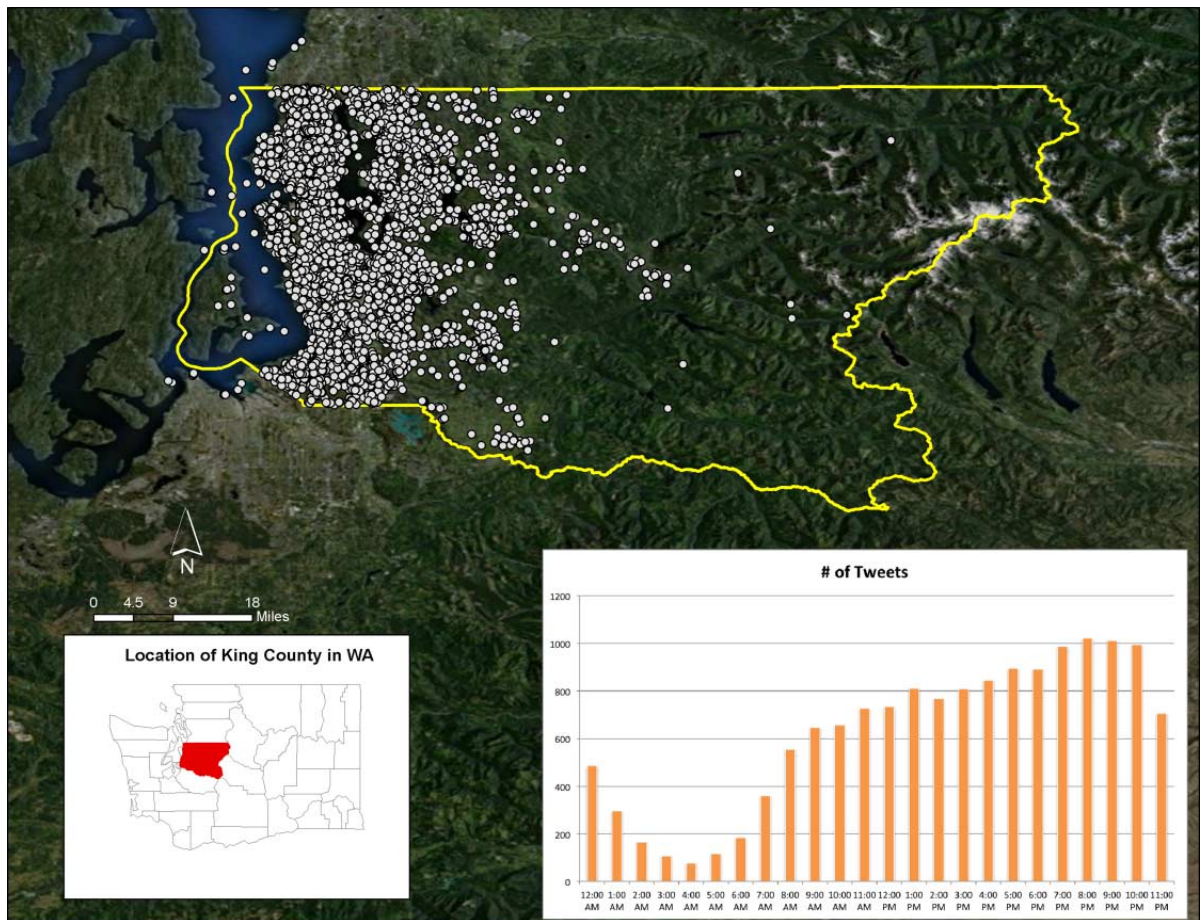 N
0 4.5 9 18
Miles
Location of King County in WA
# of Tweets
1200
1000
800
600
400
200
0
12:00 1:00 2:00 3:00 4:00 5:00 6:00 7:00 8:00 9:00 10:00 11:00 12:00 1:00 2:00 3:00 4:00 5:00 6:00 7:00 8:00 9:00 10:00 11:00
AM AM AM AM AM AM AM AM AM AM AM AM PM PM PM PM PM PM PM PM PM PM PM PM